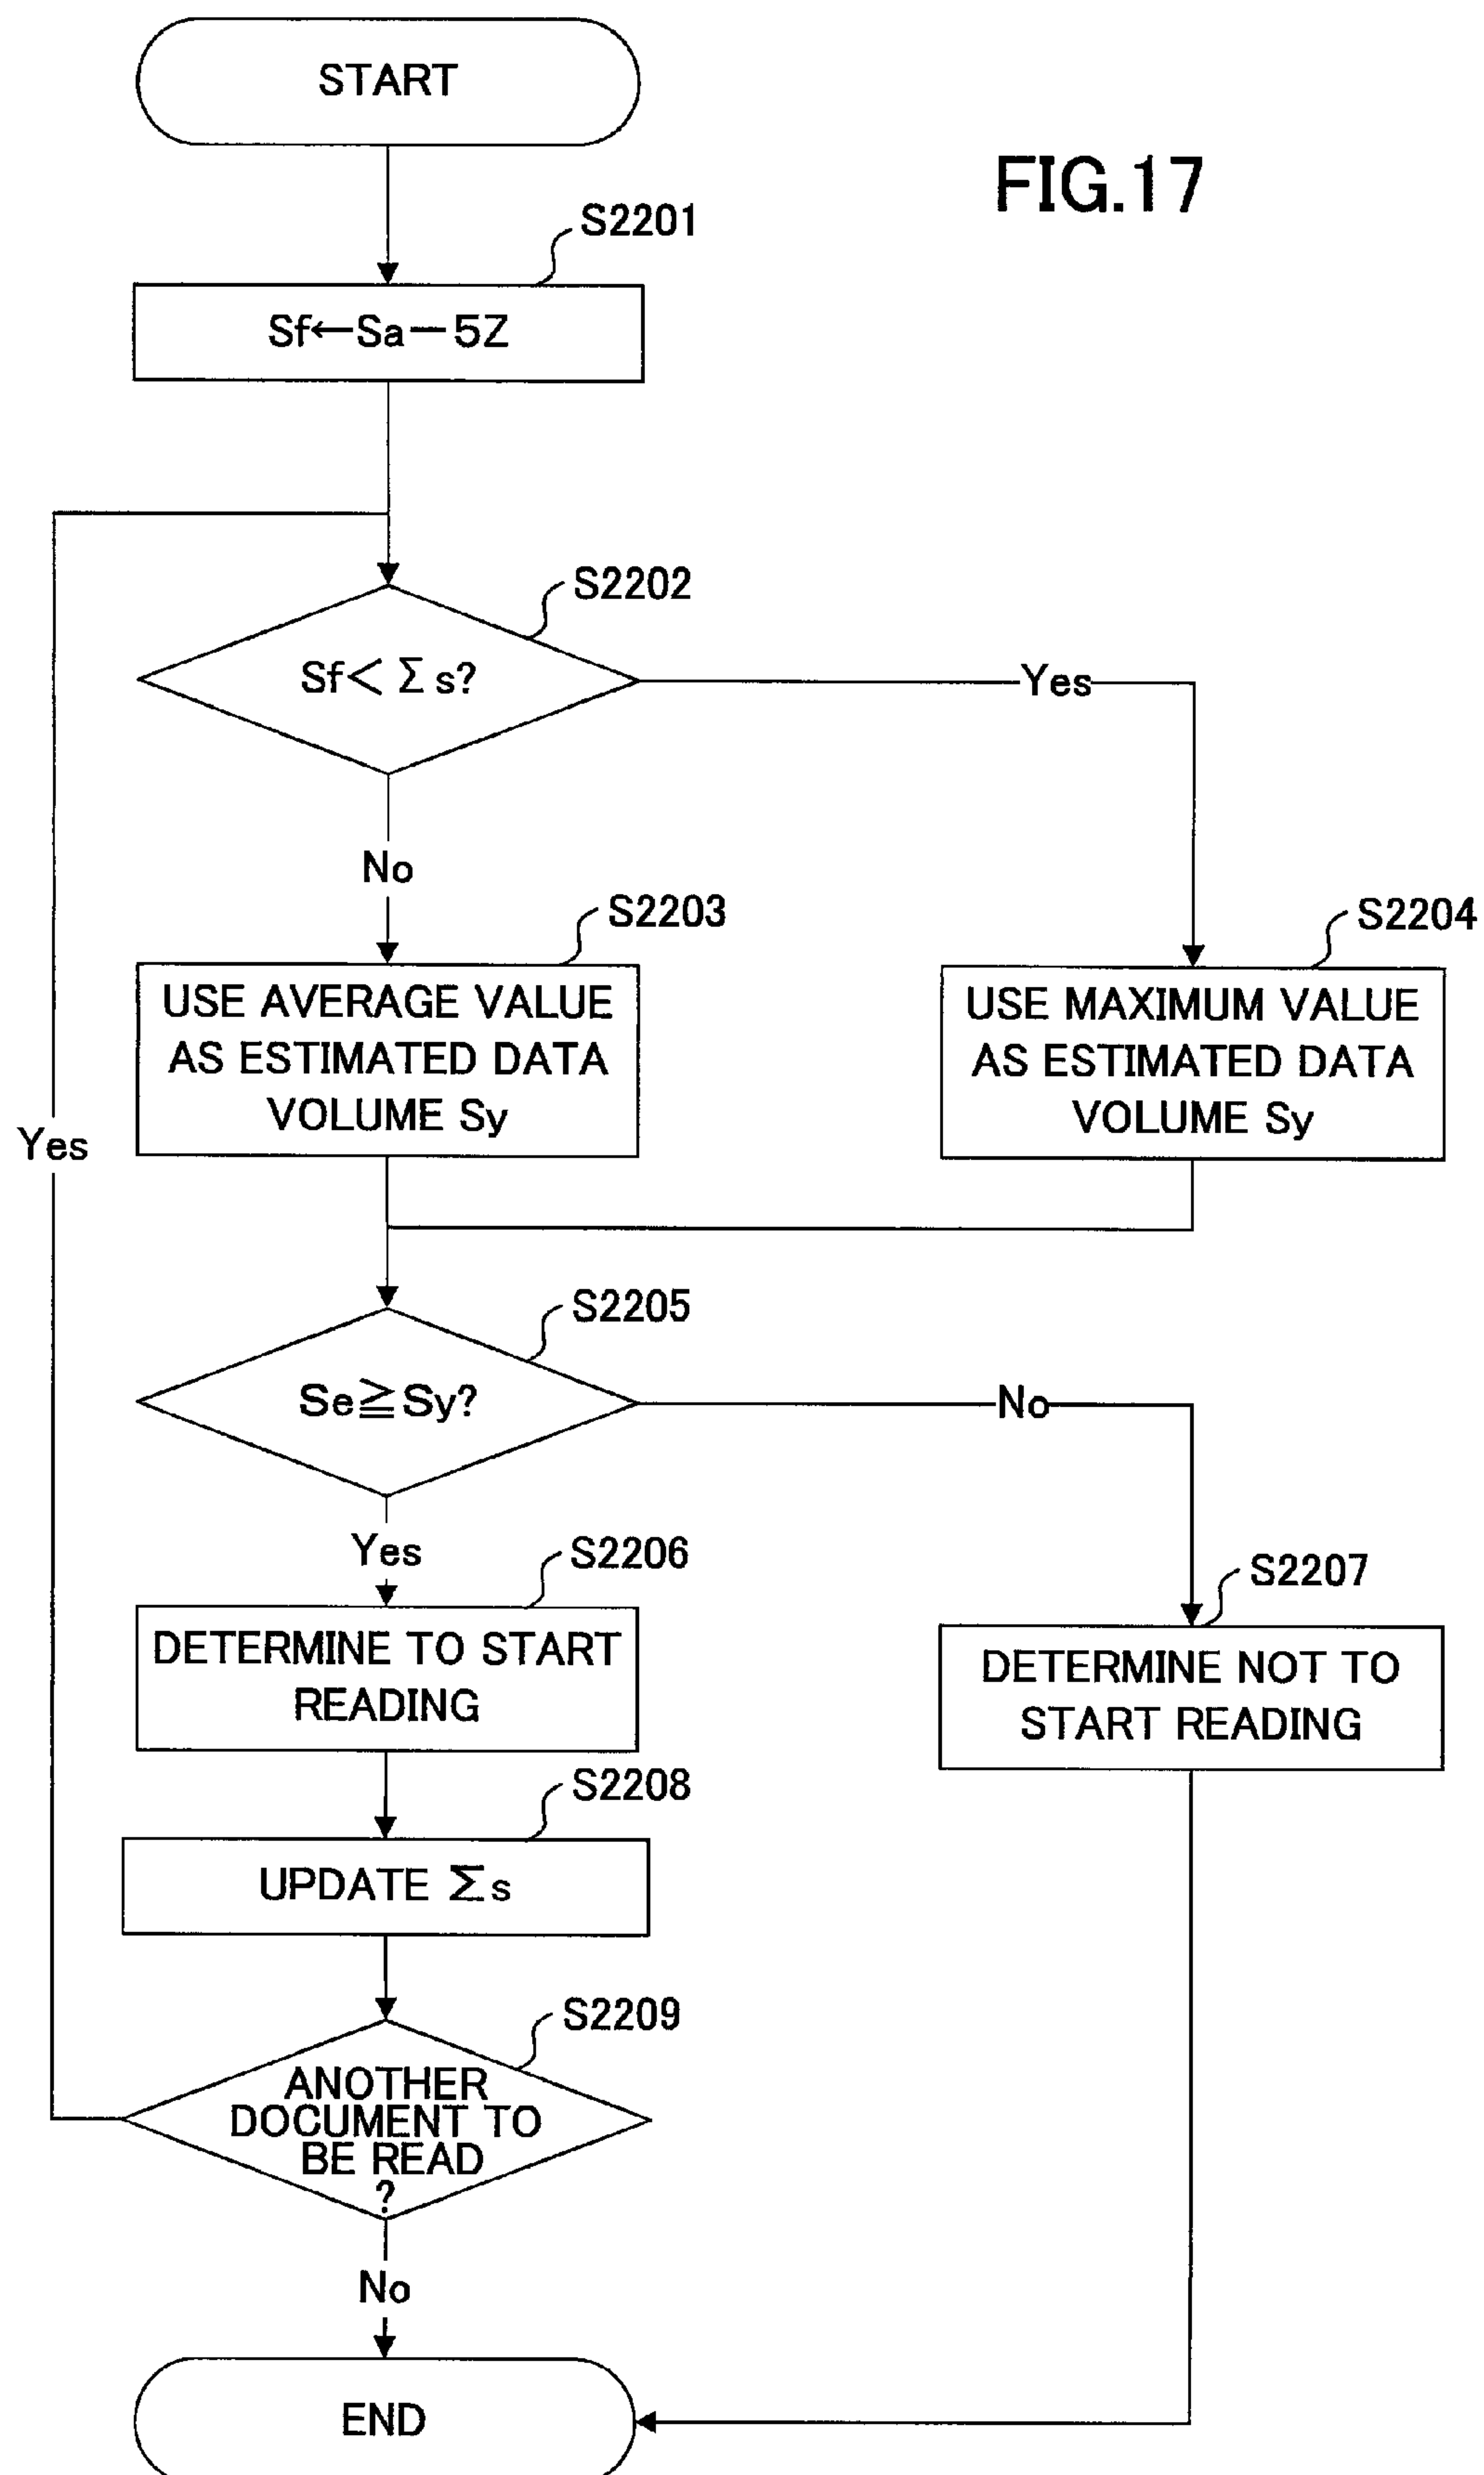 START
FIG.17
S2201
Sf←Sa－5Z
S2202
Sf＜Σs?
Yes
No
S2203
S2204
USE AVERAGE VALUE
AS ESTIMATED DATA
VOLUME Sy
USE MAXIMUM VALUE
AS ESTIMATED DATA
VOLUME Sy
Yes
S2205
Se≧Sy?
No
Yes
S2206
S2207
DETERMINE TO START
READING
DETERMINE NOT TO
START READING
S2208
UPDATE Σs
S2209
ANOTHER
DOCUMENT TO
BE READ
?
No
END